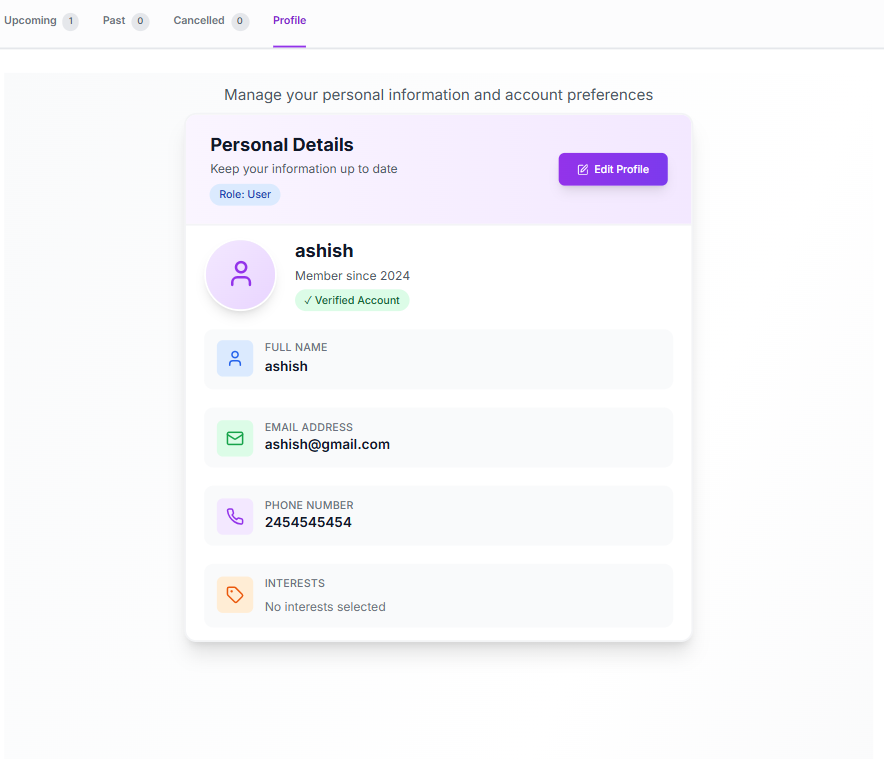 Upcoming 1 Past 0 Cancelled 0 Profile
Manage your personal information and account preferences
Personal Details
Keep your information up to date
Role: User
Edit Profile
ashish
Member since 2024
✓ Verified Account
FULL NAME
ashish
EMAIL ADDRESS
ashish@gmail.com
PHONE NUMBER
2454545454
INTERESTS
No interests selected